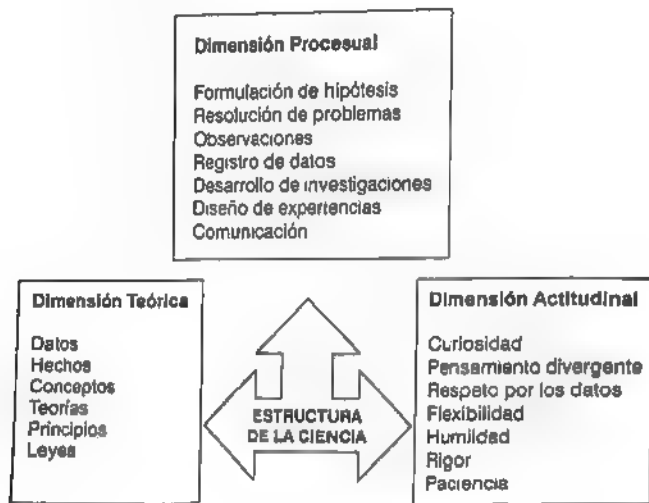 Dimensión Procesual
Formulación de hipótesis
Resolución de problemas
Observaciones
Registro de datos
Desarrollo de investigaciones
Diseño de experiencias
Comunicación
Dimensión Teórica
Datos
Hechos
Conceptos
Teorías
Principios
Leyes
ESTRUCTURA
DE LA CIENCIA
Dimensión Actitudinal
Curiosidad
Pensamiento divergente
Respeto por los datos
Flexibilidad
Humildad
Rigor
Paciencia